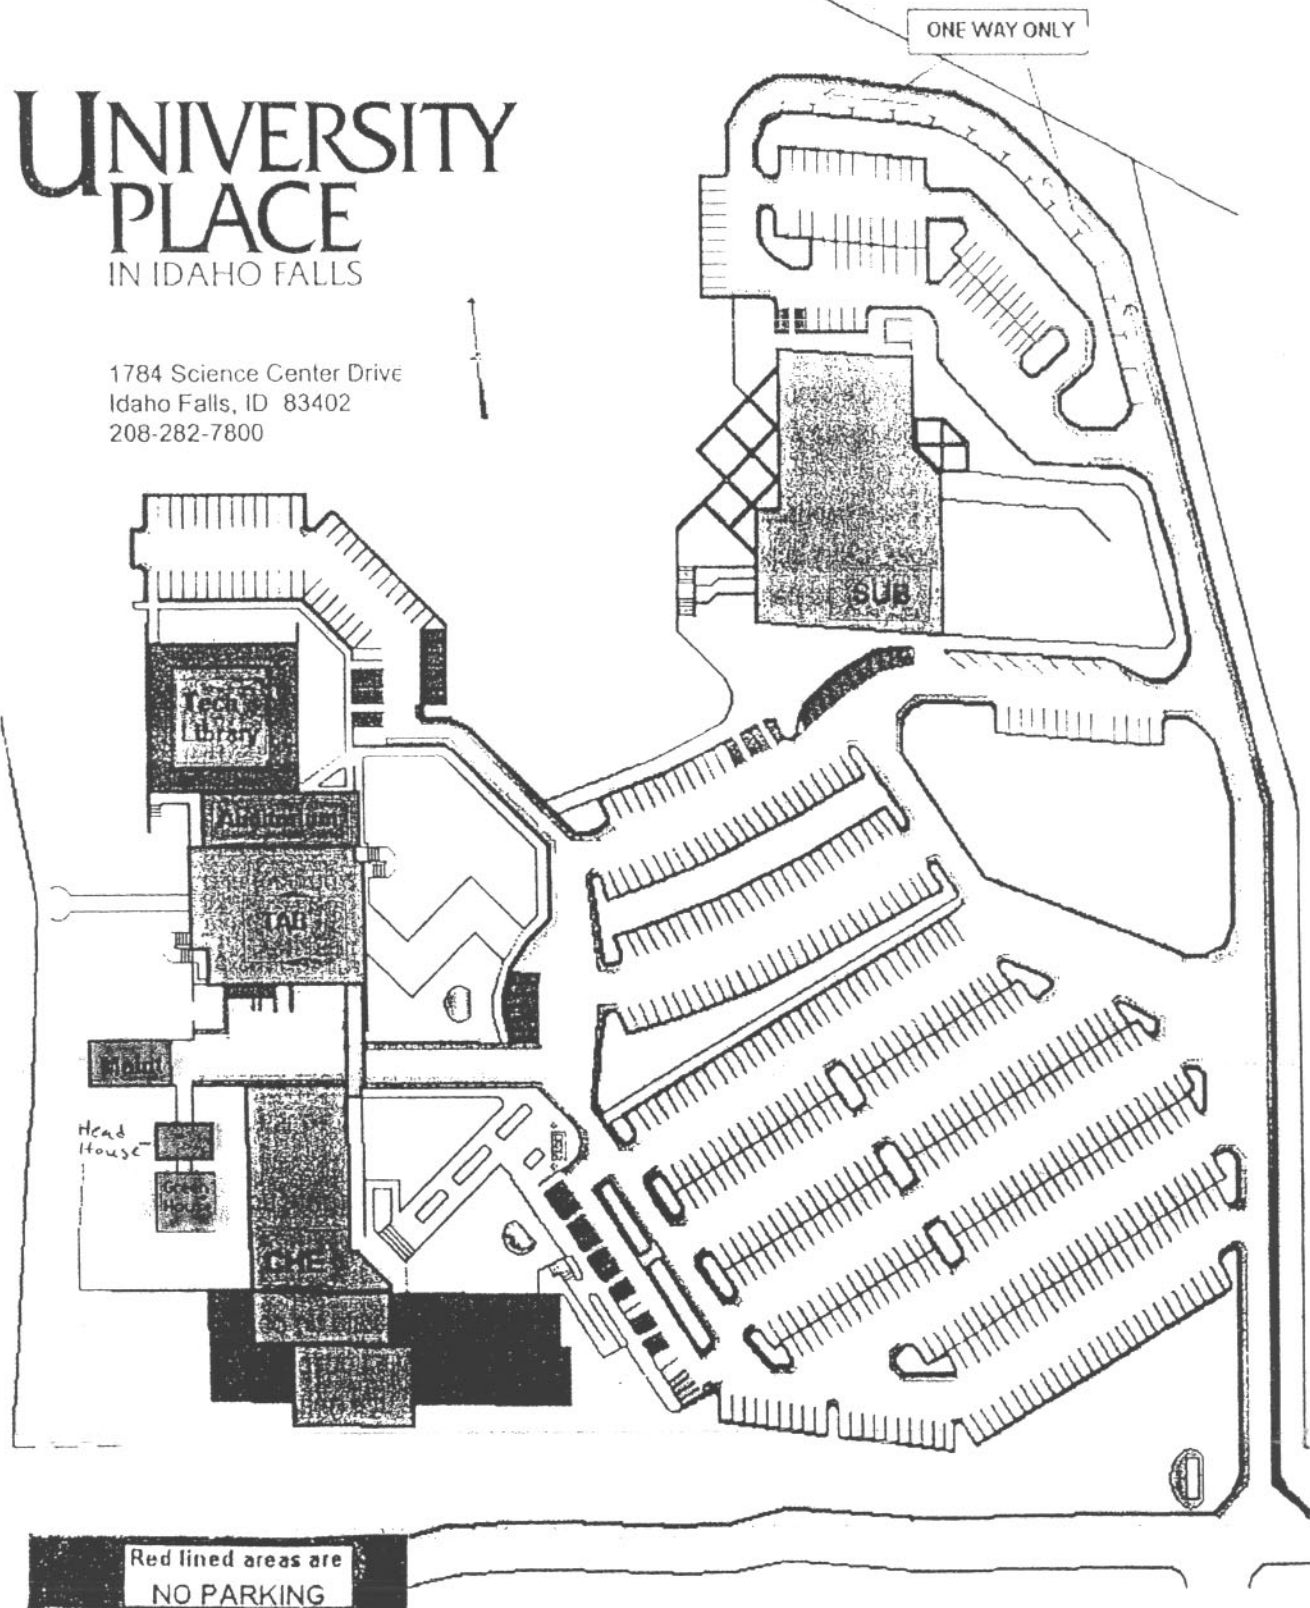 ONE WAY ONLY
UNIVERSITY
PLACE
IN IDAHO FALLS
1784 Science Center Drive
Idaho Falls, ID 83402
208-282-7800
SUB
Tech
Library
Auditorium
TAB
Maint
Head
House
Green
House
CHE
Red lined areas are
NO PARKING